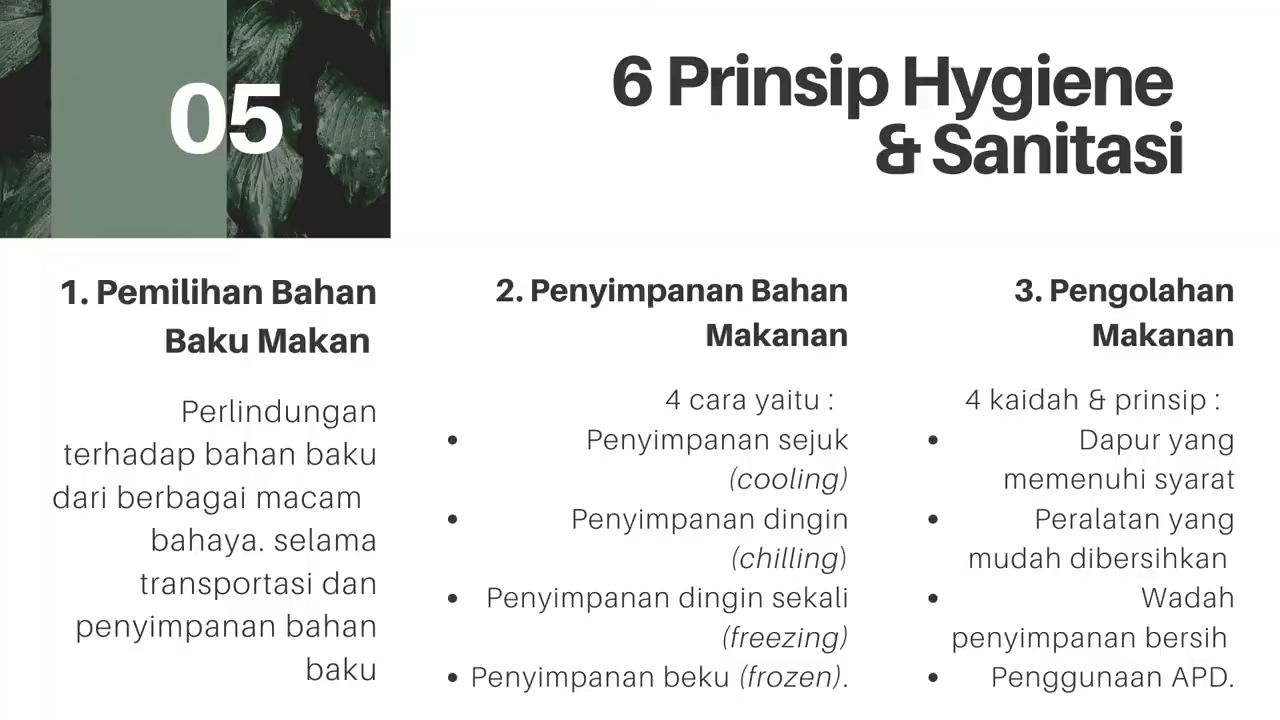 05
6 Prinsip Hygiene
& Sanitasi
1. Pemilihan Bahan
Baku Makan
Perlindungan
terhadap bahan baku
dari berbagai macam
bahaya. selama
transportasi dan
penyimpanan bahan
baku
2. Penyimpanan Bahan
Makanan
4 cara yaitu :
• Penyimpanan sejuk
(cooling)
• Penyimpanan dingin
(chilling)
• Penyimpanan dingin sekali
(freezing)
• Penyimpanan beku (frozen).
3. Pengolahan
Makanan
4 kaidah & prinsip :
• Dapur yang
memenuhi syarat
• Peralatan yang
mudah dibersihkan
• Wadah
penyimpanan bersih
• Penggunaan APD.